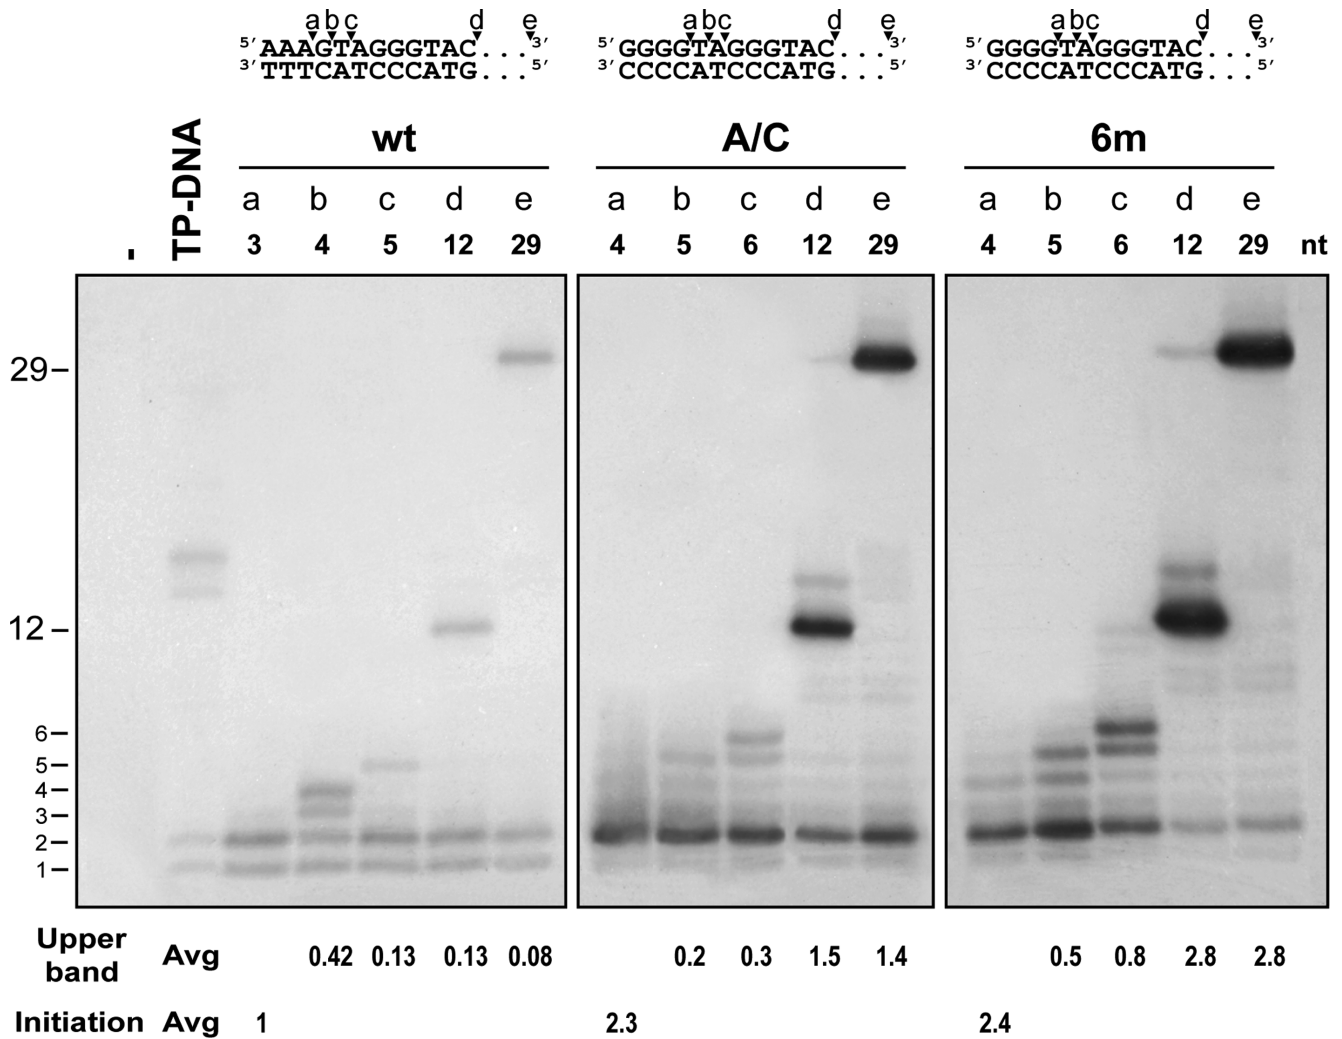 abc d e abc d e abc d e
5′AAAGTAGGGTAC...3′ 5′GGGGTAGGGTAC...3′ 5′GGGGTAGGGTAC...3′
3′TTTCATCCCATG...5′ 3′CCCCATCCCATG...5′ 3′CCCCATCCCATG...5′
wt A/C 6m
- TP-DNA a b c d e a b c d e a b c d e
3 4 5 12 29 4 5 6 12 29 4 5 6 12 29 nt
29
12
6
5
4
3
2
1
Upper band Avg 0.42 0.13 0.13 0.08 0.2 0.3 1.5 1.4 0.5 0.8 2.8 2.8
Initiation Avg 1 2.3 2.4